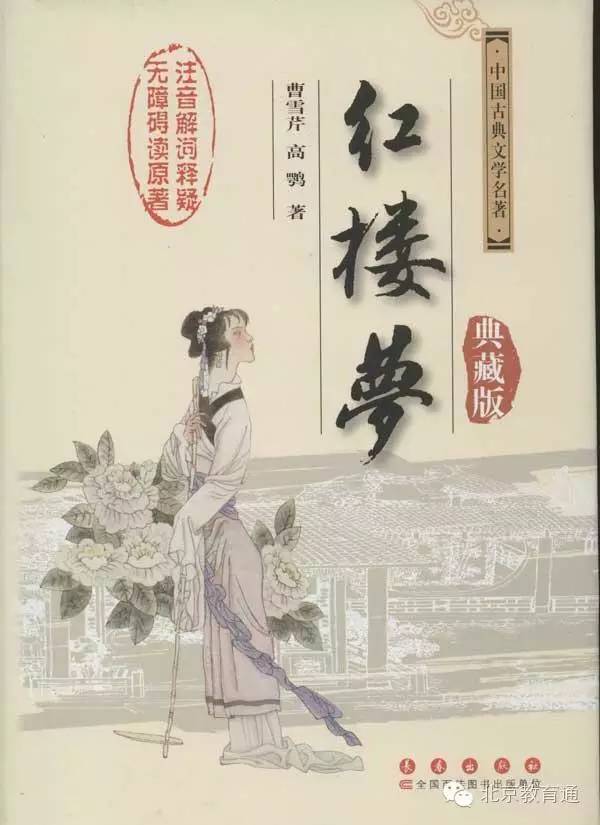 ·中国古典文学名著·
典藏版
红楼夢
曹雪芹 高鹗 著
注音解词释疑
无障碍读原著
长春出版社
全国百佳图书出版单位
北京教育通